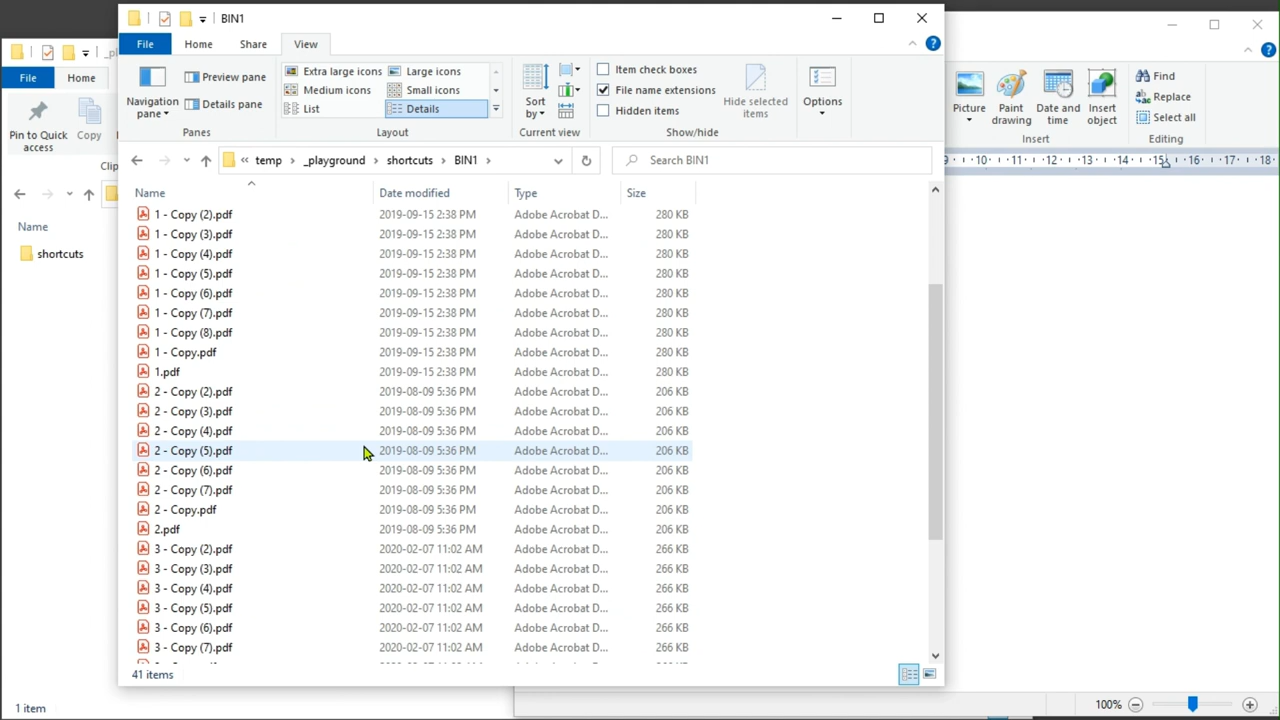 BIN1
File
Home
Share
View
Navigation
pane
Preview pane
Details pane
Panes
Extra large icons
Large icons
Medium icons
Small icons
List
Details
Layout
Sort
by
Current view
Item check boxes
File name extensions
Hidden items
Hide selected
items
Show/hide
Options
« temp › _playground › shortcuts › BIN1 ›
Search BIN1
Name Date modified Type Size
1 - Copy (2).pdf 2019-09-15 2:38 PM Adobe Acrobat D... 280 KB
1 - Copy (3).pdf 2019-09-15 2:38 PM Adobe Acrobat D... 280 KB
1 - Copy (4).pdf 2019-09-15 2:38 PM Adobe Acrobat D... 280 KB
1 - Copy (5).pdf 2019-09-15 2:38 PM Adobe Acrobat D... 280 KB
1 - Copy (6).pdf 2019-09-15 2:38 PM Adobe Acrobat D... 280 KB
1 - Copy (7).pdf 2019-09-15 2:38 PM Adobe Acrobat D... 280 KB
1 - Copy (8).pdf 2019-09-15 2:38 PM Adobe Acrobat D... 280 KB
1 - Copy.pdf 2019-09-15 2:38 PM Adobe Acrobat D... 280 KB
1.pdf 2019-09-15 2:38 PM Adobe Acrobat D... 280 KB
2 - Copy (2).pdf 2019-08-09 5:36 PM Adobe Acrobat D... 206 KB
2 - Copy (3).pdf 2019-08-09 5:36 PM Adobe Acrobat D... 206 KB
2 - Copy (4).pdf 2019-08-09 5:36 PM Adobe Acrobat D... 206 KB
2 - Copy (5).pdf 2019-08-09 5:36 PM Adobe Acrobat D... 206 KB
2 - Copy (6).pdf 2019-08-09 5:36 PM Adobe Acrobat D... 206 KB
2 - Copy (7).pdf 2019-08-09 5:36 PM Adobe Acrobat D... 206 KB
2 - Copy.pdf 2019-08-09 5:36 PM Adobe Acrobat D... 206 KB
2.pdf 2019-08-09 5:36 PM Adobe Acrobat D... 206 KB
3 - Copy (2).pdf 2020-02-07 11:02 AM Adobe Acrobat D... 266 KB
3 - Copy (3).pdf 2020-02-07 11:02 AM Adobe Acrobat D... 266 KB
3 - Copy (4).pdf 2020-02-07 11:02 AM Adobe Acrobat D... 266 KB
3 - Copy (5).pdf 2020-02-07 11:02 AM Adobe Acrobat D... 266 KB
3 - Copy (6).pdf 2020-02-07 11:02 AM Adobe Acrobat D... 266 KB
3 - Copy (7).pdf 2020-02-07 11:02 AM Adobe Acrobat D... 266 KB
41 items
File
Home
Pin to Quick
access
Copy
Name
shortcuts
1 item
Picture
Paint
drawing
Date and
time
Insert
object
Insert
Find
Replace
Select all
Editing
9 10 11 12 13 14 15 16 17 18
100%